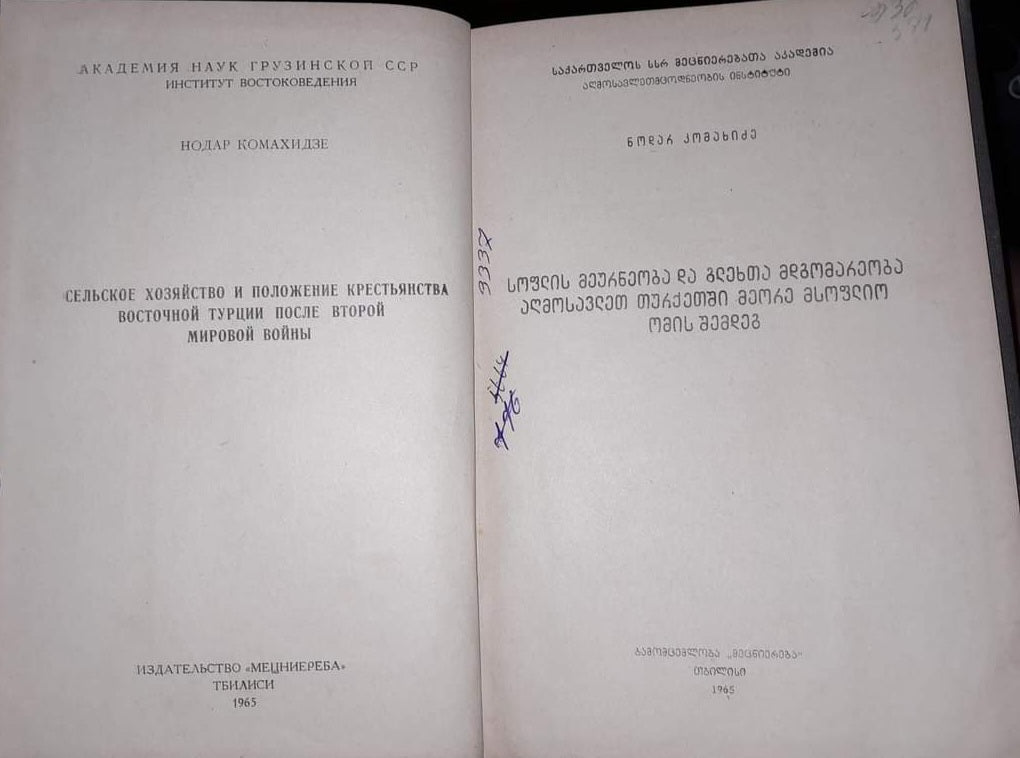 АКАДЕМИЯ НАУК ГРУЗИНСКОЙ ССР
ИНСТИТУТ ВОСТОКОВЕДЕНИЯ
НОДАР КОМАХИДЗЕ
СЕЛЬСКОЕ ХОЗЯЙСТВО И ПОЛОЖЕНИЕ КРЕСТЬЯНСТВА
ВОСТОЧНОЙ ТУРЦИИ ПОСЛЕ ВТОРОЙ
МИРОВОЙ ВОЙНЫ
ИЗДАТЕЛЬСТВО «МЕЦНИЕРЕБА»
ТБИЛИСИ
1965
საქართველოს სსრ მეცნიერებათა აკადემია
აღმოსავლეთმცოდნეობის ინსტიტუტი
ნოდარ კომახიძე
3337
სოფლის მეურნეობა და გლეხთა მდგომარეობა
აღმოსავლეთ თურქეთში მეორე მსოფლიო
ომის შემდეგ
გამომცემლობა „მეცნიერება"
თბილისი
1965